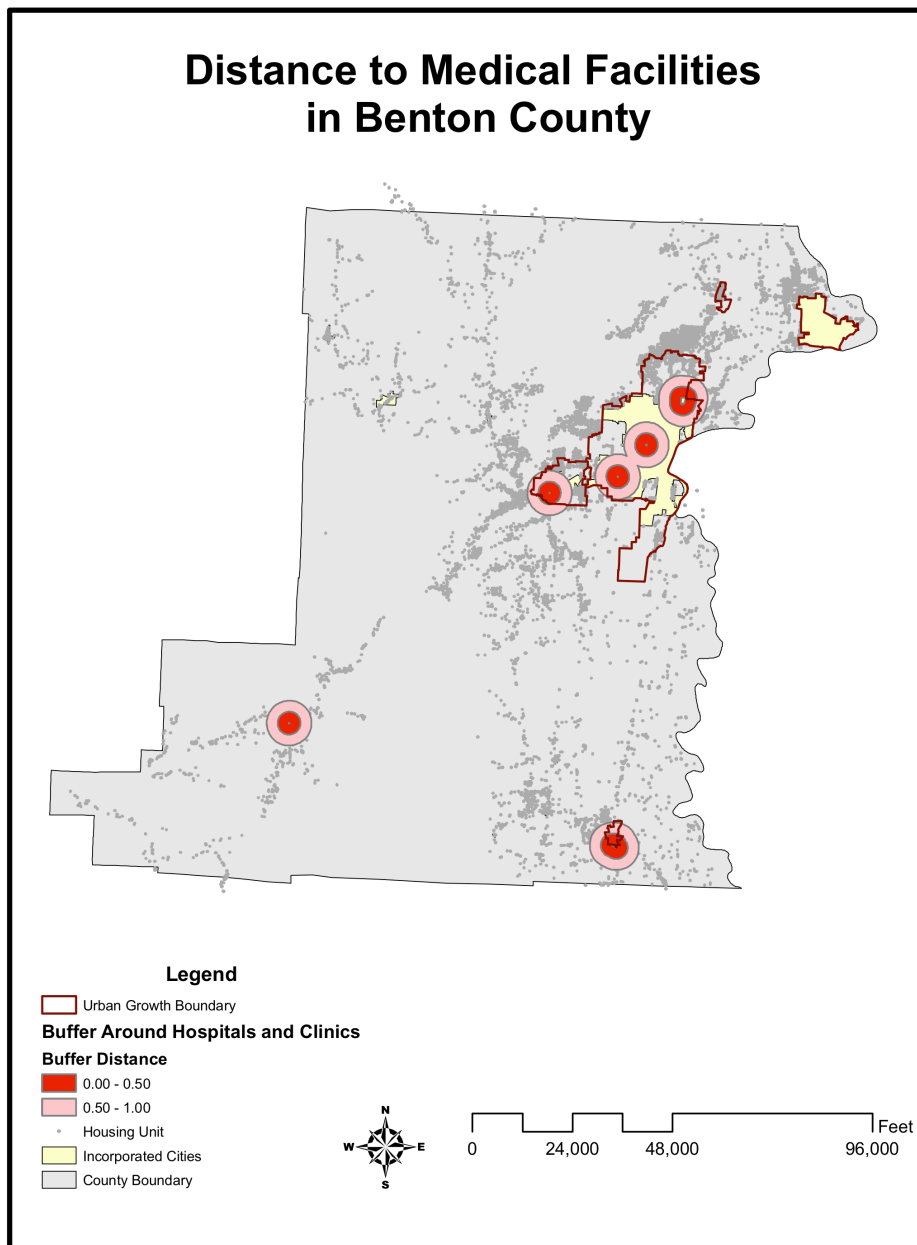 Distance to Medical Facilities
in Benton County
Legend
Urban Growth Boundary
Buffer Around Hospitals and Clinics
Buffer Distance
0.00 - 0.50
0.50 - 1.00
Housing Unit
Incorporated Cities
County Boundary
N
W E
S
Feet
0 24,000 48,000 96,000